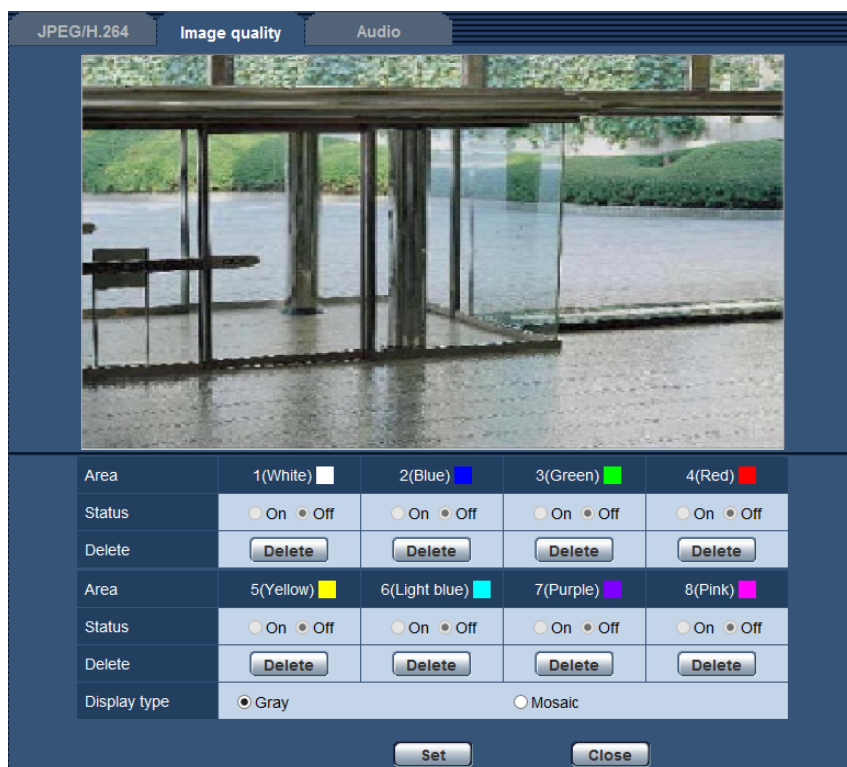 JPEG/H.264 Image quality Audio
Area 1(White) 2(Blue) 3(Green) 4(Red)
Status On Off On Off On Off On Off
Delete Delete Delete Delete Delete
Area 5(Yellow) 6(Light blue) 7(Purple) 8(Pink)
Status On Off On Off On Off On Off
Delete Delete Delete Delete Delete
Display type Gray Mosaic
Set Close